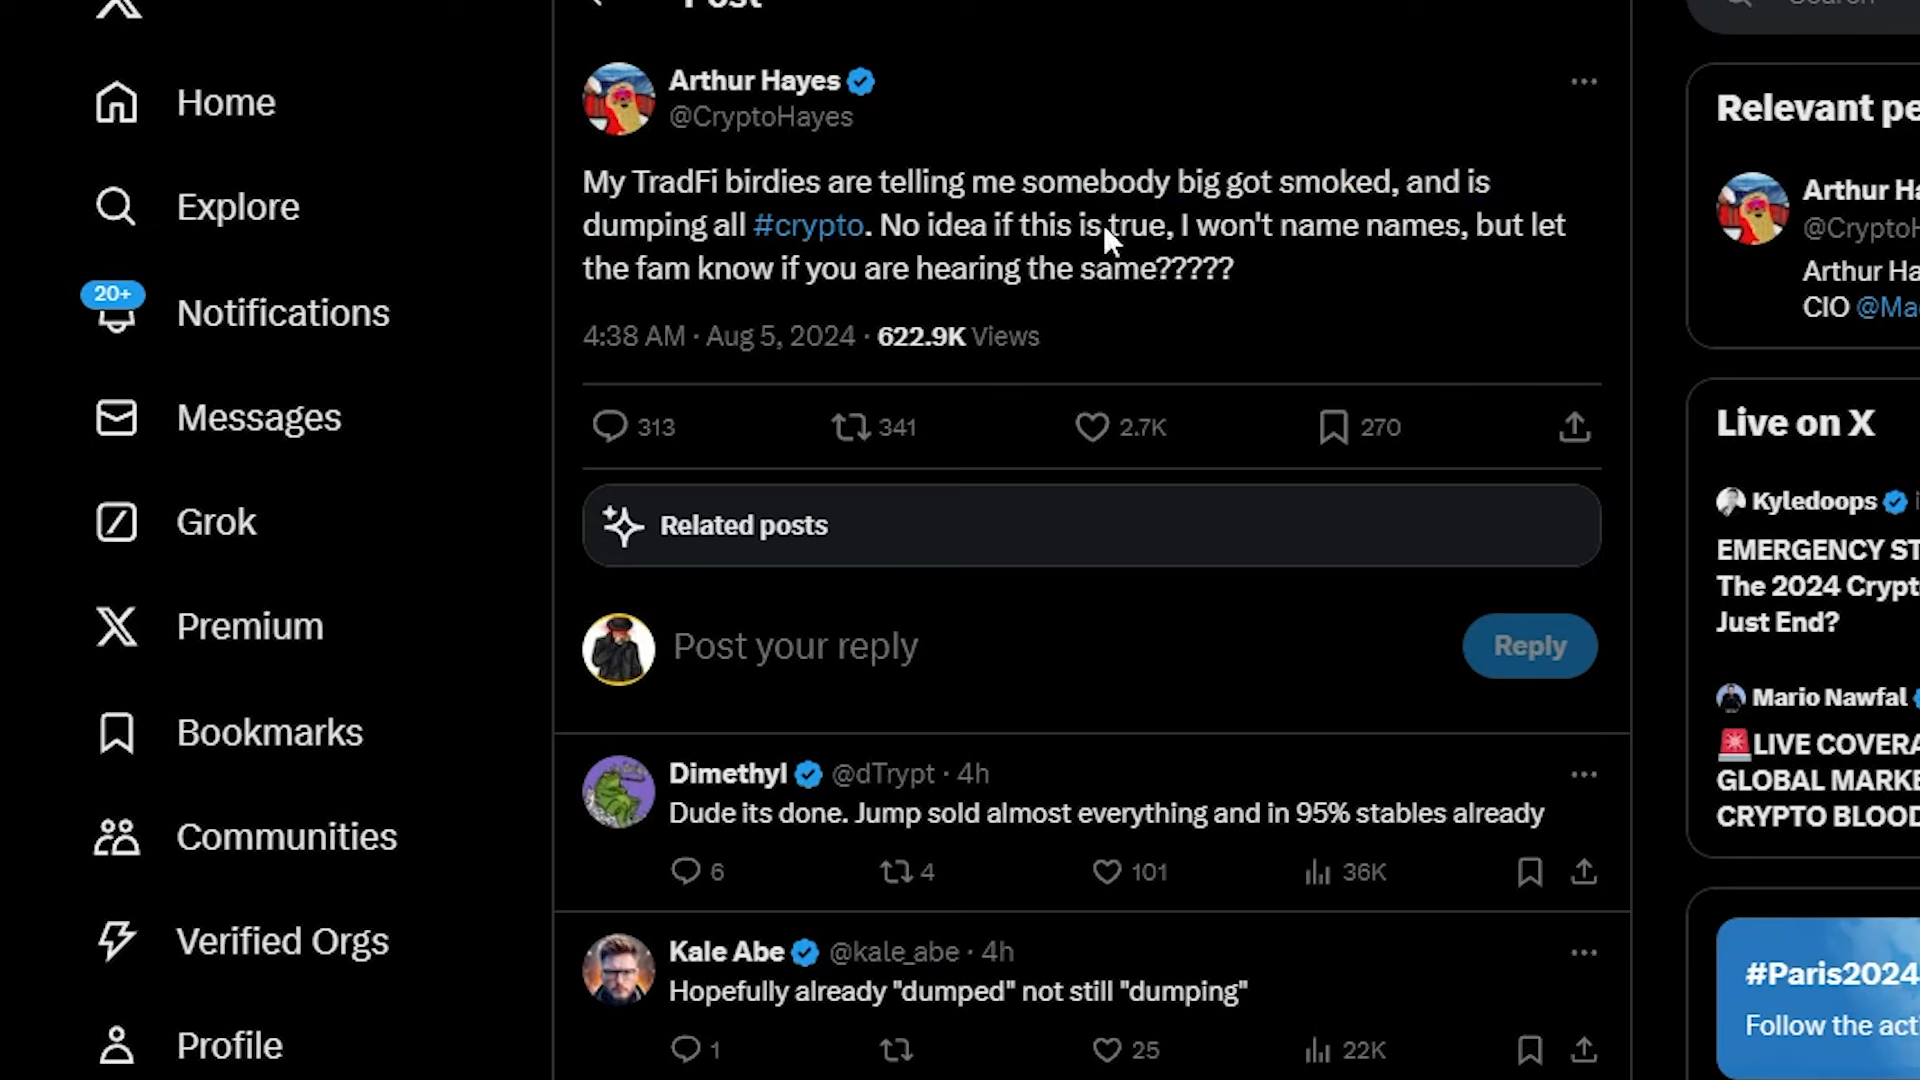 Post
Search
Home
Explore
20+
Notifications
Messages
Grok
Premium
Bookmarks
Communities
Verified Orgs
Profile
Arthur Hayes
@CryptoHayes
My TradFi birdies are telling me somebody big got smoked, and is
dumping all #crypto. No idea if this is true, I won't name names, but let
the fam know if you are hearing the same?????
4:38 AM · Aug 5, 2024 · 622.9K Views
313 341 2.7K 270
Related posts
Post your reply
Reply
Dimethyl @dTrypt · 4h
Dude its done. Jump sold almost everything and in 95% stables already
6 4 101 36K
Kale Abe @kale_abe · 4h
Hopefully already "dumped" not still "dumping"
1 25 22K
Relevant pe
Arthur Ha
@CryptoH
Arthur Ha
CIO @Ma
Live on X
Kyledoops
EMERGENCY ST
The 2024 Crypt
Just End?
Mario Nawfal
LIVE COVERA
GLOBAL MARKE
CRYPTO BLOOD
#Paris2024
Follow the act